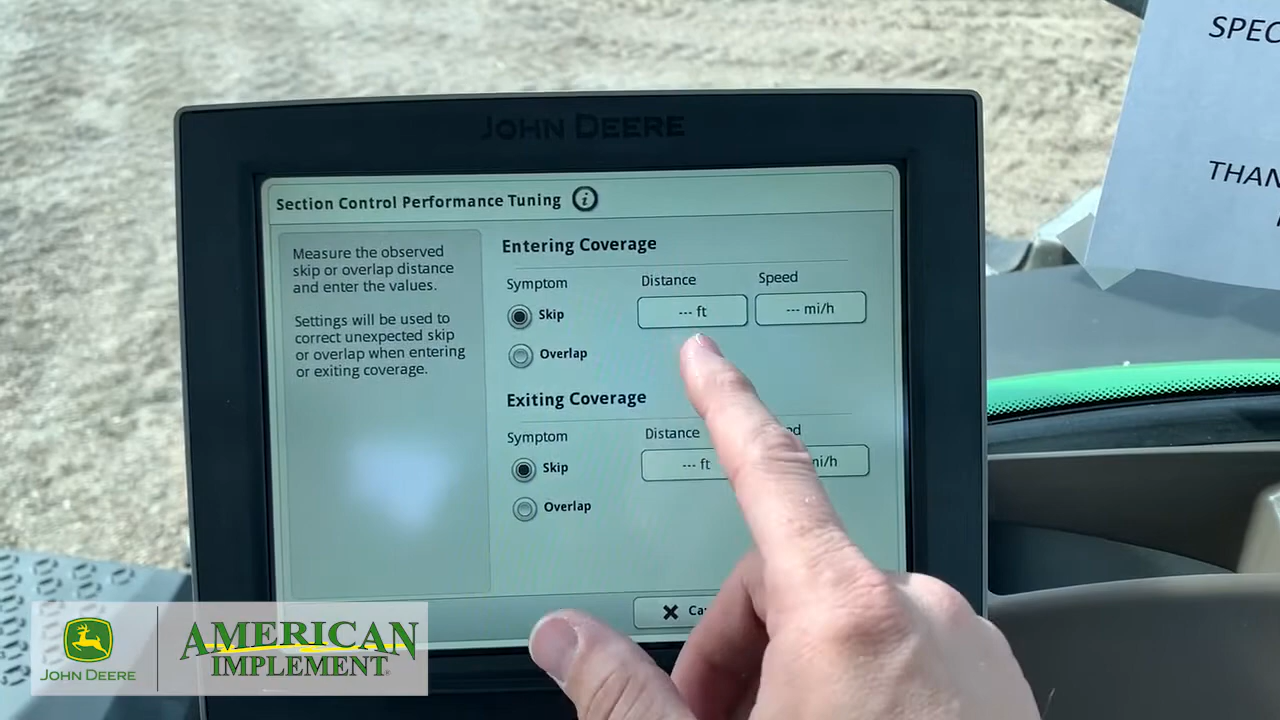 SPEC
THAN
JOHN DEERE
Section Control Performance Tuning i
Measure the observed
skip or overlap distance
and enter the values.
Settings will be used to
correct unexpected skip
or overlap when entering
or exiting coverage.
Entering Coverage
Symptom Distance Speed
Skip --- ft --- mi/h
Overlap
Exiting Coverage
Symptom Distance
Skip --- ft mi/h
Overlap
JOHN DEERE
AMERICAN
IMPLEMENT